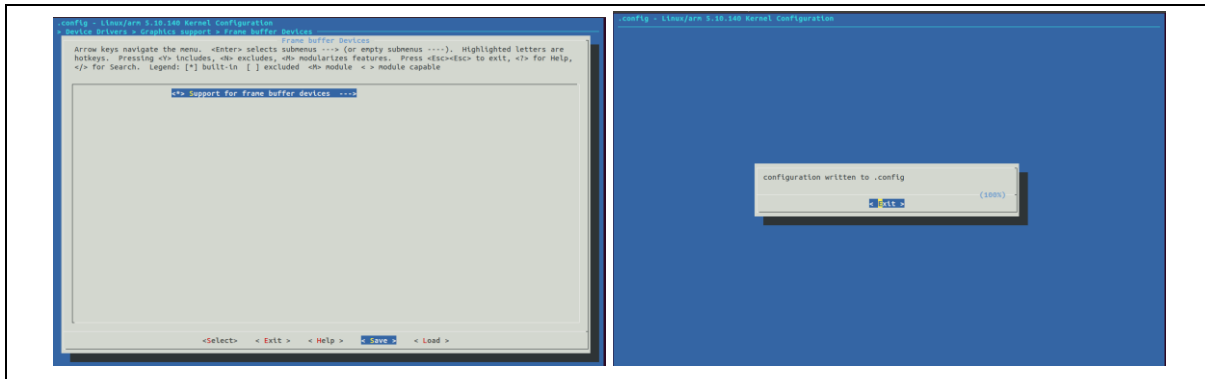 .config - Linux/arm 5.10.140 Kernel Configuration
> Device Drivers > Graphics support > Frame buffer Devices
Frame buffer Devices
Arrow keys navigate the menu.  <Enter> selects submenus ---> (or empty submenus ----).  Highlighted letters are
hotkeys.  Pressing <Y> includes, <N> excludes, <M> modularizes features.  Press <Esc><Esc> to exit, <?> for Help,
</> for Search.  Legend: [*] built-in  [ ] excluded  <M> module  < > module capable
<*> Support for frame buffer devices  --->
<Select>    < Exit >    < Help >    < Save >    < Load >
.config - Linux/arm 5.10.140 Kernel Configuration
configuration written to .config
(100%)
< Exit >